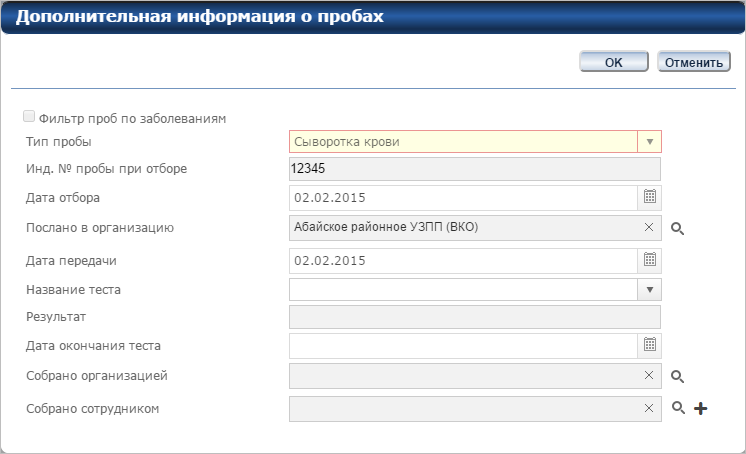 Дополнительная информация о пробах
ОК Отменить
Фильтр проб по заболеваниям
Тип пробы Сыворотка крови
Инд. № пробы при отборе 12345
Дата отбора 02.02.2015
Послано в организацию Абайское районное УЗПП (ВКО)
Дата передачи 02.02.2015
Название теста
Результат
Дата окончания теста
Собрано организацией
Собрано сотрудником